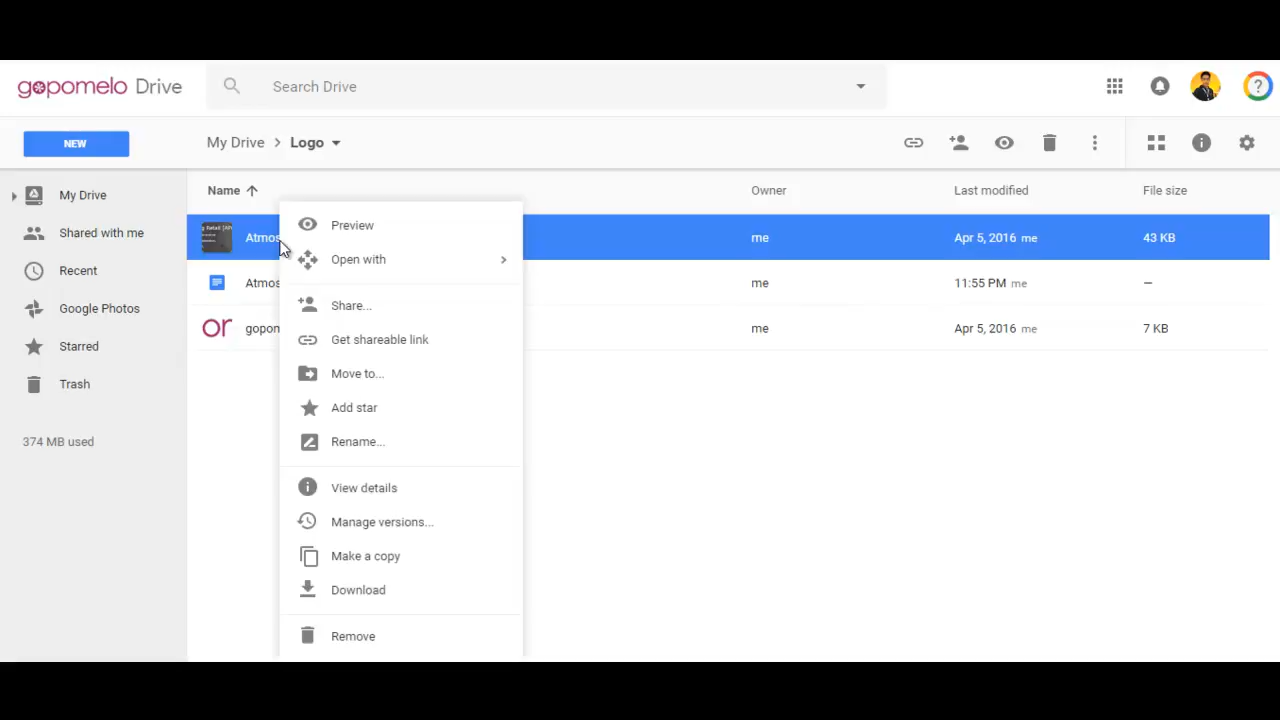 gopomelo Drive
Search Drive
NEW
My Drive > Logo
My Drive
Shared with me
Recent
Google Photos
Starred
Trash
374 MB used
Name Owner Last modified File size
Atmos me Apr 5, 2016 me 43 KB
Atmos me 11:55 PM me –
gopom me Apr 5, 2016 me 7 KB
Preview
Open with
Share...
Get shareable link
Move to...
Add star
Rename...
View details
Manage versions...
Make a copy
Download
Remove